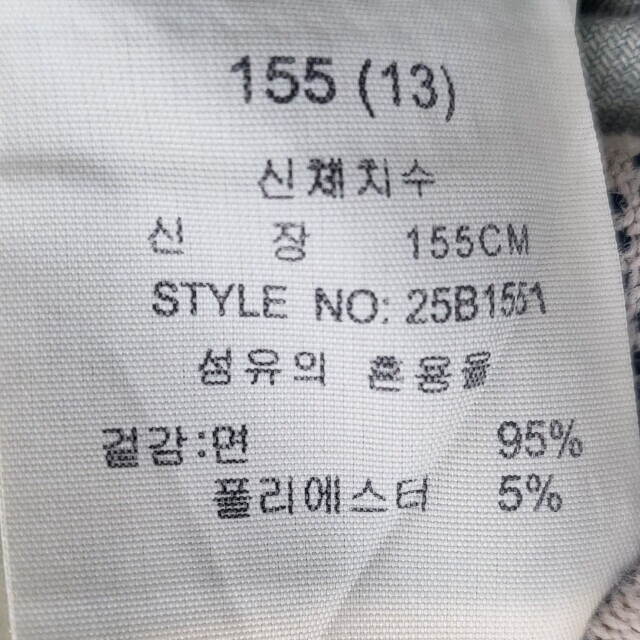 155 (13)
신체치수
신 장 155CM
STYLE NO: 25B1551
섬유의 혼용율
겉감:면 95%
폴리에스터 5%